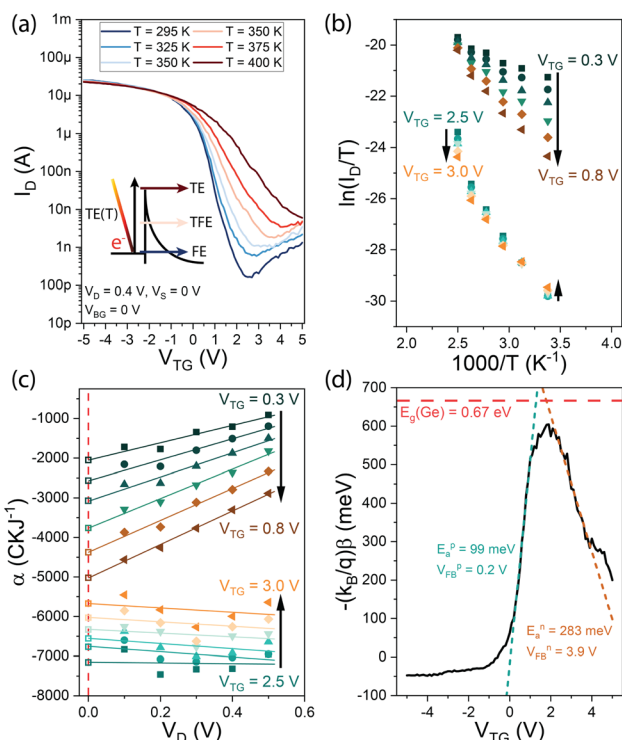 (a)
T = 295 K
T = 350 K
T = 325 K
T = 375 K
T = 350 K
T = 400 K
1m
100µ
10µ
1µ
100n
10n
1n
100p
10p
I_D (A)
TE(T)
e⁻
TE
TFE
FE
V_D = 0.4 V, V_S = 0 V
V_BG = 0 V
-5 -4 -3 -2 -1 0 1 2 3 4 5
V_TG (V)
(b)
-20
-22
-24
-26
-28
-30
ln(I_D/T)
V_TG = 0.3 V
V_TG = 2.5 V
V_TG = 3.0 V
V_TG = 0.8 V
2.0 2.5 3.0 3.5 4.0
1000/T (K⁻¹)
(c)
-1000
-2000
-3000
-4000
-5000
-6000
-7000
-8000
α (CKJ⁻¹)
V_TG = 0.3 V
V_TG = 0.8 V
V_TG = 3.0 V
V_TG = 2.5 V
0.0 0.2 0.4 0.6
V_D (V)
(d)
700
600
500
400
300
200
100
0
-100
-(k_B/q)β (meV)
E_g(Ge) = 0.67 eV
E_a^p = 99 meV
V_FB^p = 0.2 V
E_a^n = 283 meV
V_FB^n = 3.9 V
-4 -2 0 2 4
V_TG (V)